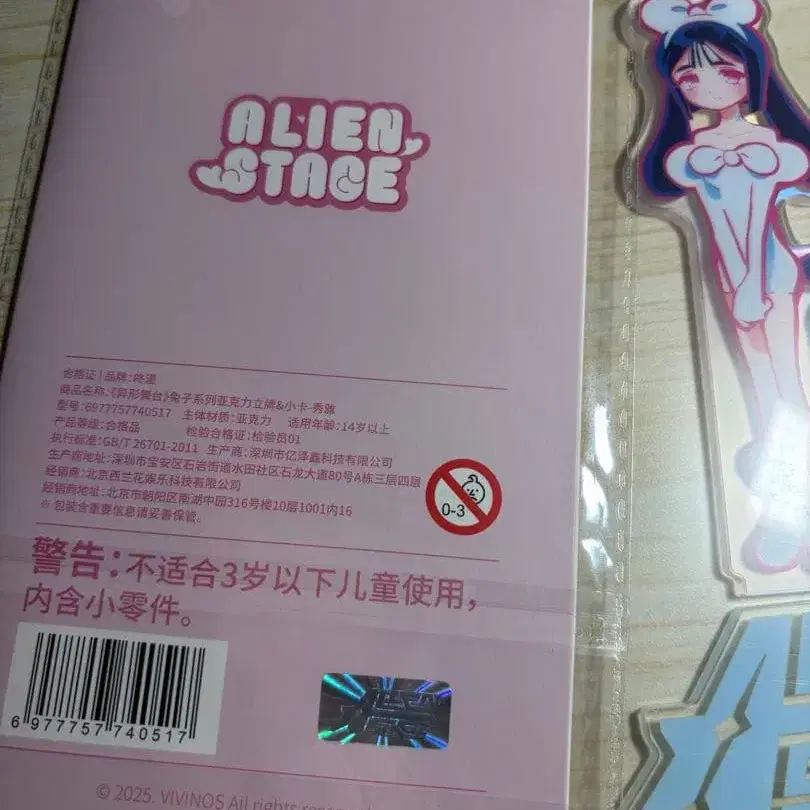 ALIEN
STAGE
合格证 | 品牌：咚漫
商品名称：《异形舞台》兔子系列亚克力立牌&小卡-秀雅
型号：6977757740517 主体材质：亚克力 适用年龄：14岁以上
产品等级：合格品 检验合格证：检验员01
执行标准：GB/T 26701-2011 生产商：深圳市亿泽鑫科技有限公司
生产商地址：深圳市宝安区石岩街道水田社区石龙大道80号A栋三层四层
经销商：北京西兰花娱乐科技有限公司
经销商地址：北京市朝阳区南湖中园316号楼10层1001内16
※ 包装含重要信息请妥善保管。
0-3
警告：不适合3岁以下儿童使用，
内含小零件。
6 977757 740517
ALIEN
STAGE
© 2025. VIVINOS All rights reserve